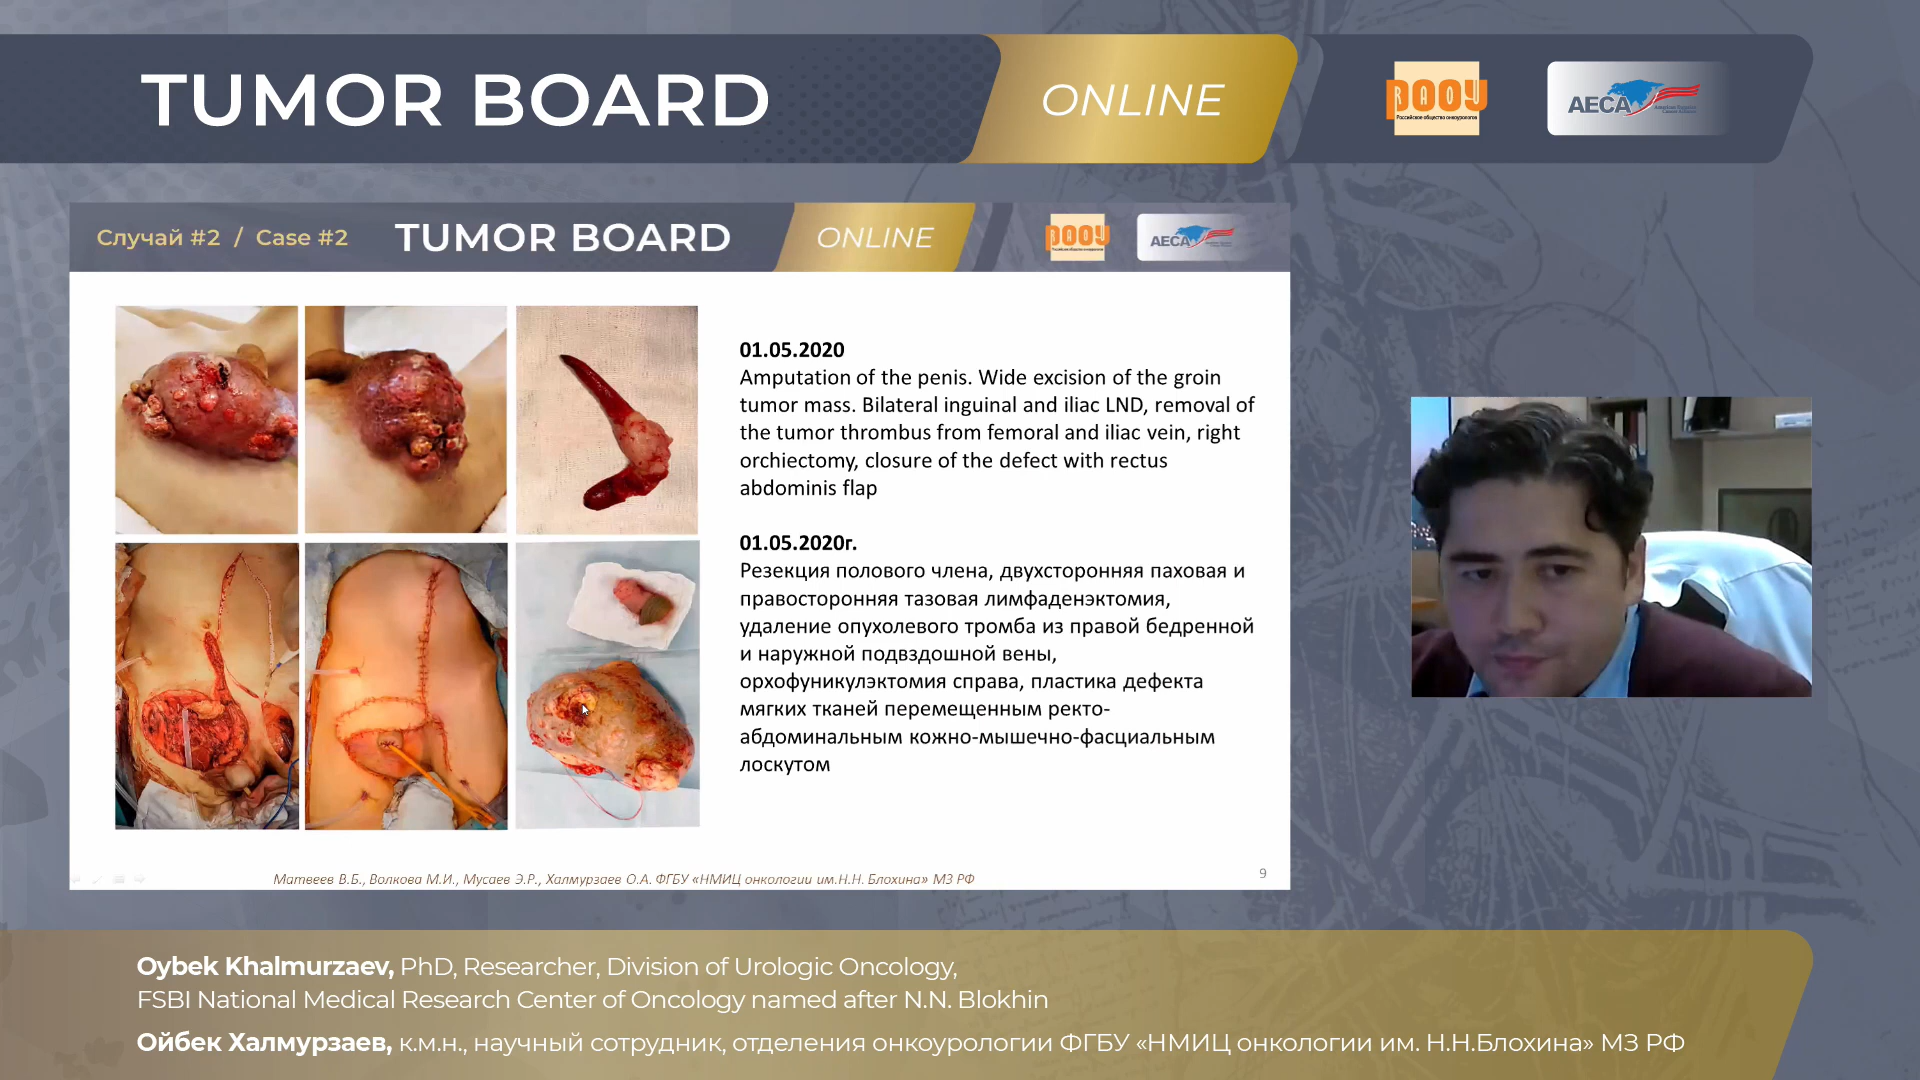 TUMOR BOARD
ONLINE
РООУ
Российское общество онкоурологов
AECA
Случай #2 / Case #2
TUMOR BOARD
ONLINE
РООУ
AECA
01.05.2020
Amputation of the penis. Wide excision of the groin
tumor mass. Bilateral inguinal and iliac LND, removal of
the tumor thrombus from femoral and iliac vein, right
orchiectomy, closure of the defect with rectus
abdominis flap
01.05.2020г.
Резекция полового члена, двухсторонняя паховая и
правосторонняя тазовая лимфаденэктомия,
удаление опухолевого тромба из правой бедренной
и наружной подвздошной вены,
орхофуникулэктомия справа, пластика дефекта
мягких тканей перемещенным ректо-
абдоминальным кожно-мышечно-фасциальным
лоскутом
Матвеев В.Б., Волкова М.И., Мусаев Э.Р., Халмурзаев О.А. ФГБУ «НМИЦ онкологии им.Н.Н. Блохина» МЗ РФ
9
Oybek Khalmurzaev, PhD, Researcher, Division of Urologic Oncology,
FSBI National Medical Research Center of Oncology named after N.N. Blokhin
Ойбек Халмурзаев, к.м.н., научный сотрудник, отделения онкоурологии ФГБУ «НМИЦ онкологии им. Н.Н.Блохина» МЗ РФ